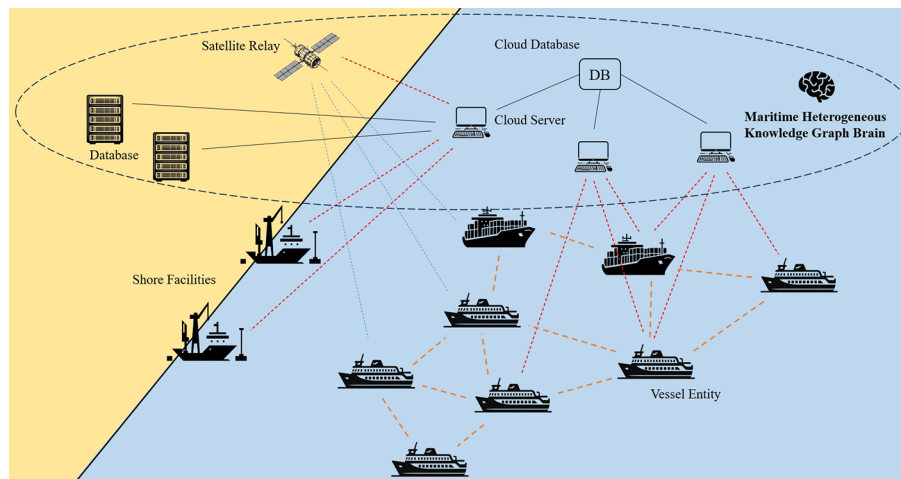 Satellite Relay
Cloud Database
DB
Cloud Server
Maritime Heterogeneous
Knowledge Graph Brain
Database
Shore Facilities
Vessel Entity